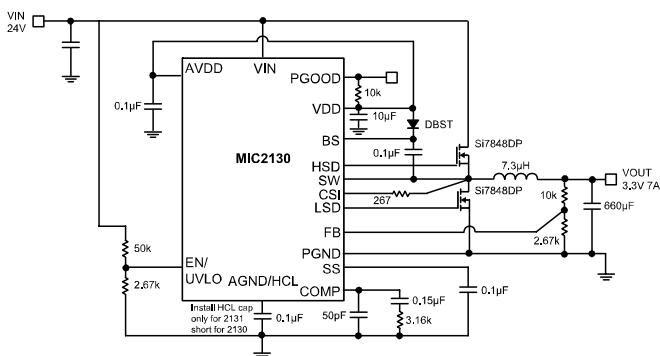 VIN
24V
AVDD
VIN
PGOOD
10k
VDD
0.1µF
10µF
DBST
BS
Si7848DP
MIC2130
0.1µF
HSD
7.3µH
VOUT
3.3V 7A
SW
Si7848DP
10k
CSI
267
LSD
660µF
FB
2.67k
50k
PGND
EN/
UVLO
SS
AGND/HCL
2.67k
COMP
0.1µF
Install HCL cap
only for 2131
short for 2130
0.1µF
50pF
0.15µF
3.16k